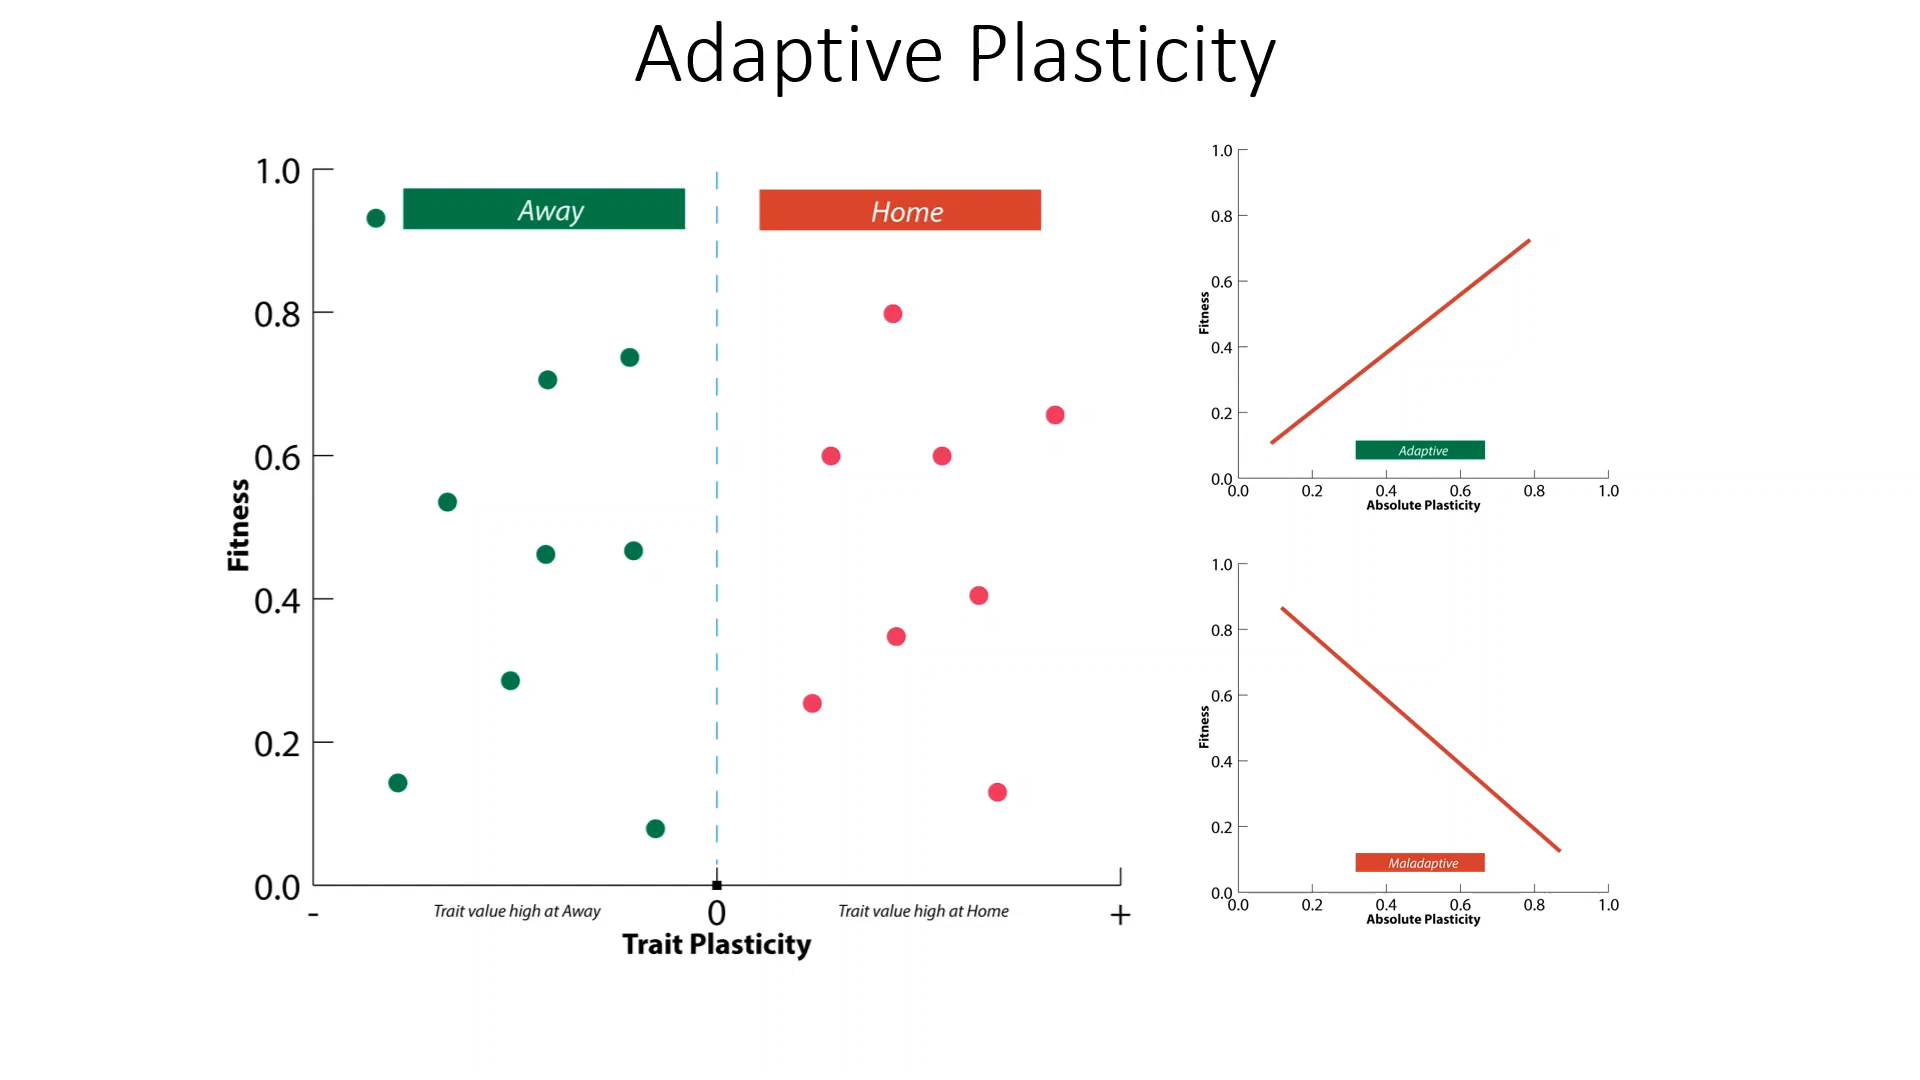 Adaptive Plasticity
1.0
0.8
0.6
0.4
0.2
0.0
Fitness
Away
Home
-
Trait value high at Away
0
Trait value high at Home
+
Trait Plasticity
1.0
0.8
0.6
0.4
0.2
0.0
Fitness
Adaptive
0.0 0.2 0.4 0.6 0.8 1.0
Absolute Plasticity
1.0
0.8
0.6
0.4
0.2
0.0
Fitness
Maladaptive
0.0 0.2 0.4 0.6 0.8 1.0
Absolute Plasticity